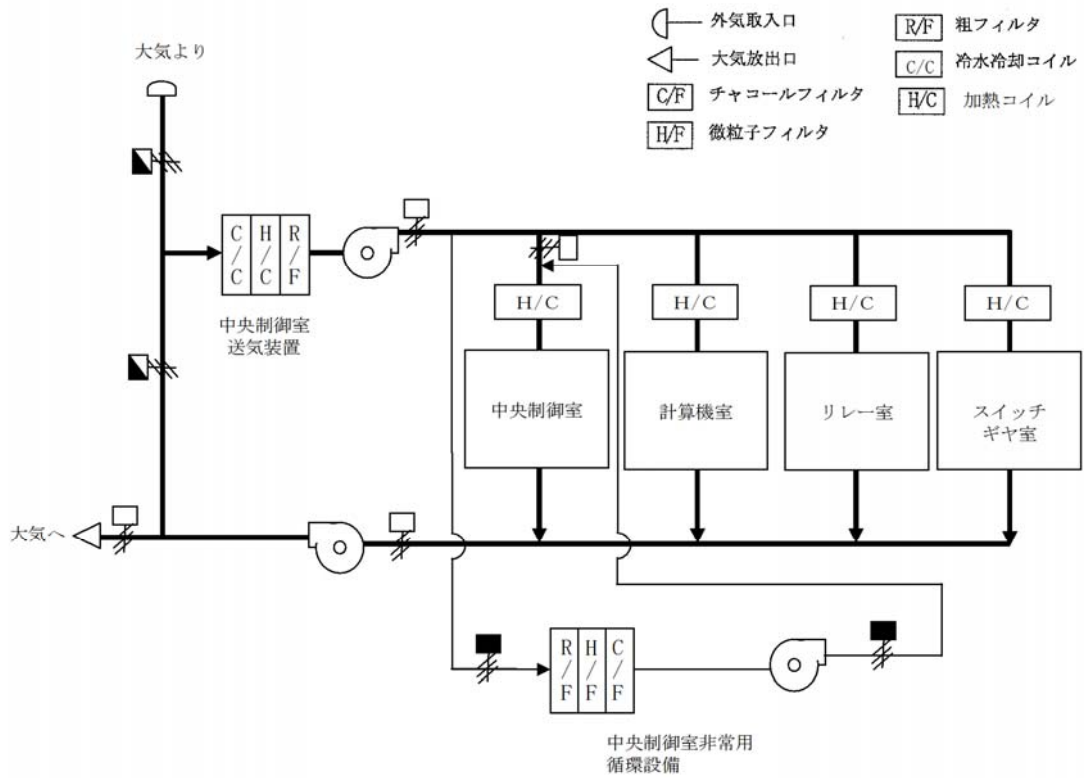 外気取入口
大気放出口
C/F チャコールフィルタ
H/F 微粒子フィルタ
R/F 粗フィルタ
C/C 冷水冷却コイル
H/C 加熱コイル
大気より
C/C H/C R/F
中央制御室
送気装置
H/C
H/C
H/C
H/C
中央制御室
計算機室
リレー室
スイッチ
ギヤ室
大気へ
R/F H/F C/F
中央制御室非常用
循環設備